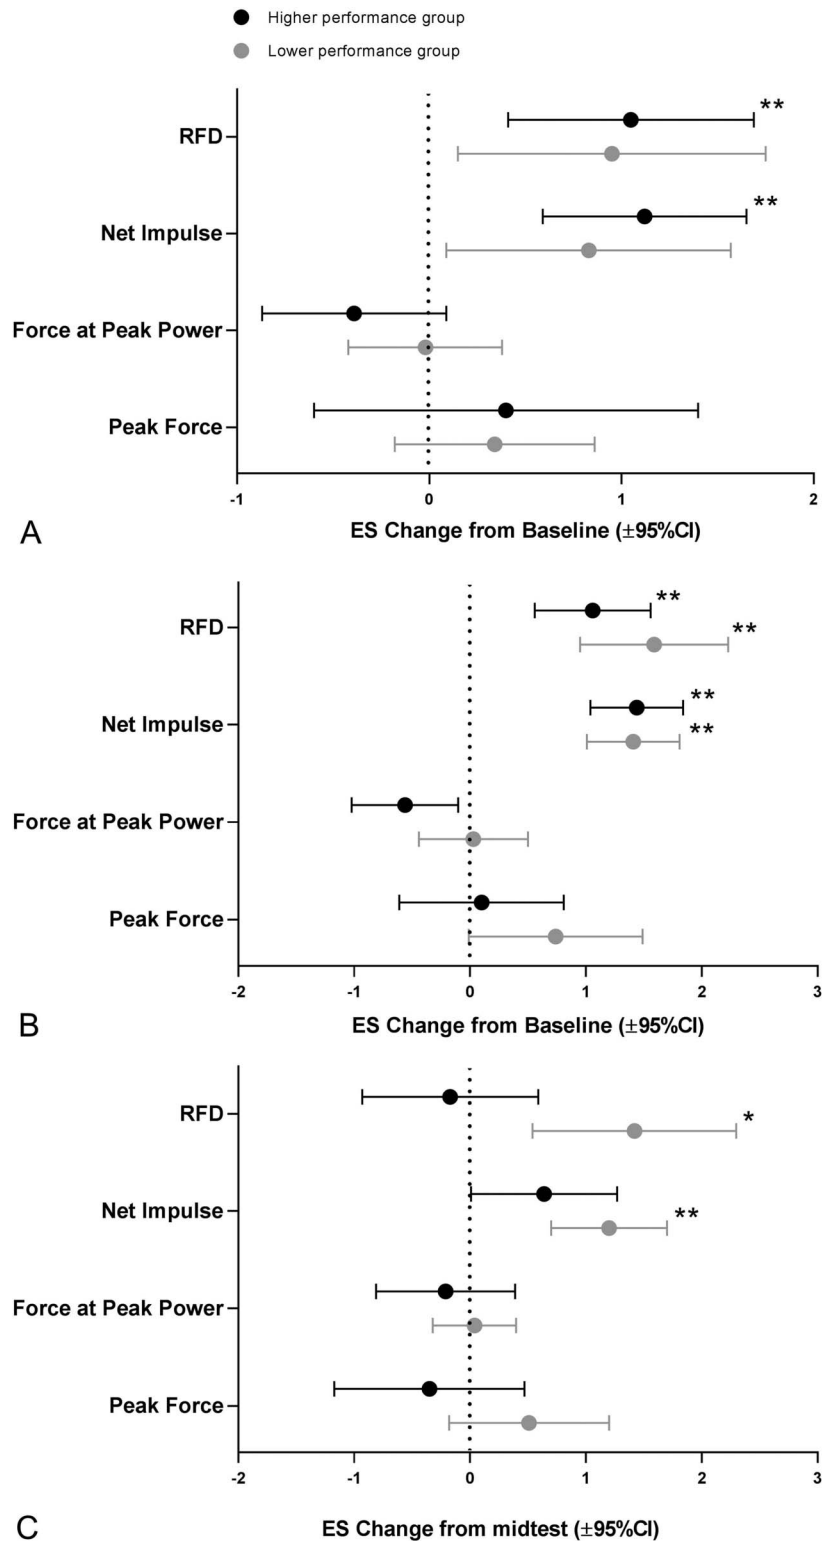 Higher performance group
Lower performance group
RFD
**
Net Impulse
**
Force at Peak Power
Peak Force
-1 0 1 2
A
ES Change from Baseline (±95%CI)
RFD
**
**
Net Impulse
**
**
Force at Peak Power
Peak Force
-2 -1 0 1 2 3
B
ES Change from Baseline (±95%CI)
RFD
*
Net Impulse
**
Force at Peak Power
Peak Force
-2 -1 0 1 2 3
C
ES Change from midtest (±95%CI)